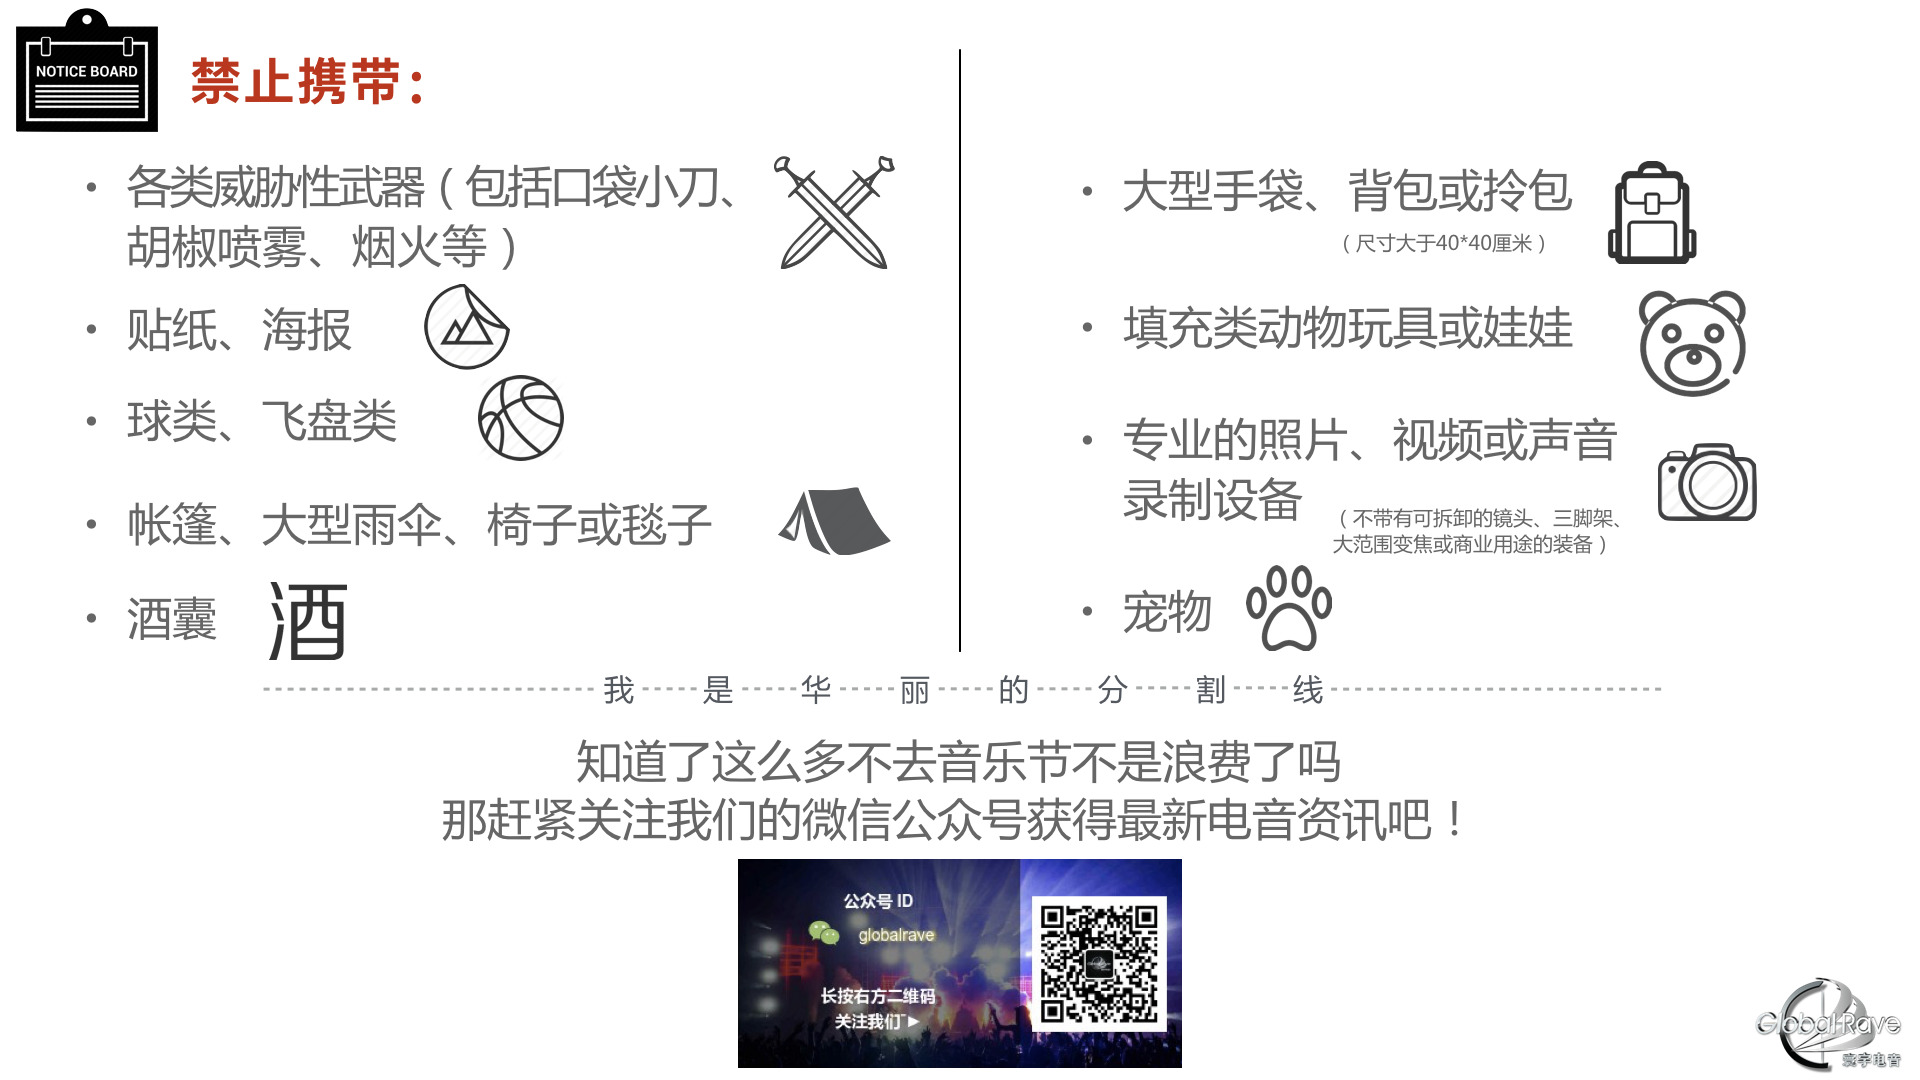 NOTICE BOARD
禁止携带：
• 各类威胁性武器（包括口袋小刀、
胡椒喷雾、烟火等）
• 贴纸、海报
• 球类、飞盘类
• 帐篷、大型雨伞、椅子或毯子
• 酒囊
酒
• 大型手袋、背包或拎包
（尺寸大于40*40厘米）
• 填充类动物玩具或娃娃
• 专业的照片、视频或声音
录制设备
（不带有可拆卸的镜头、三脚架、
大范围变焦或商业用途的装备）
• 宠物
我是华丽的分割线
知道了这么多不去音乐节不是浪费了吗
那赶紧关注我们的微信公众号获得最新电音资讯吧！
公众号 ID
globalrave
长按右方二维码
关注我们
Global Rave
寰宇电音